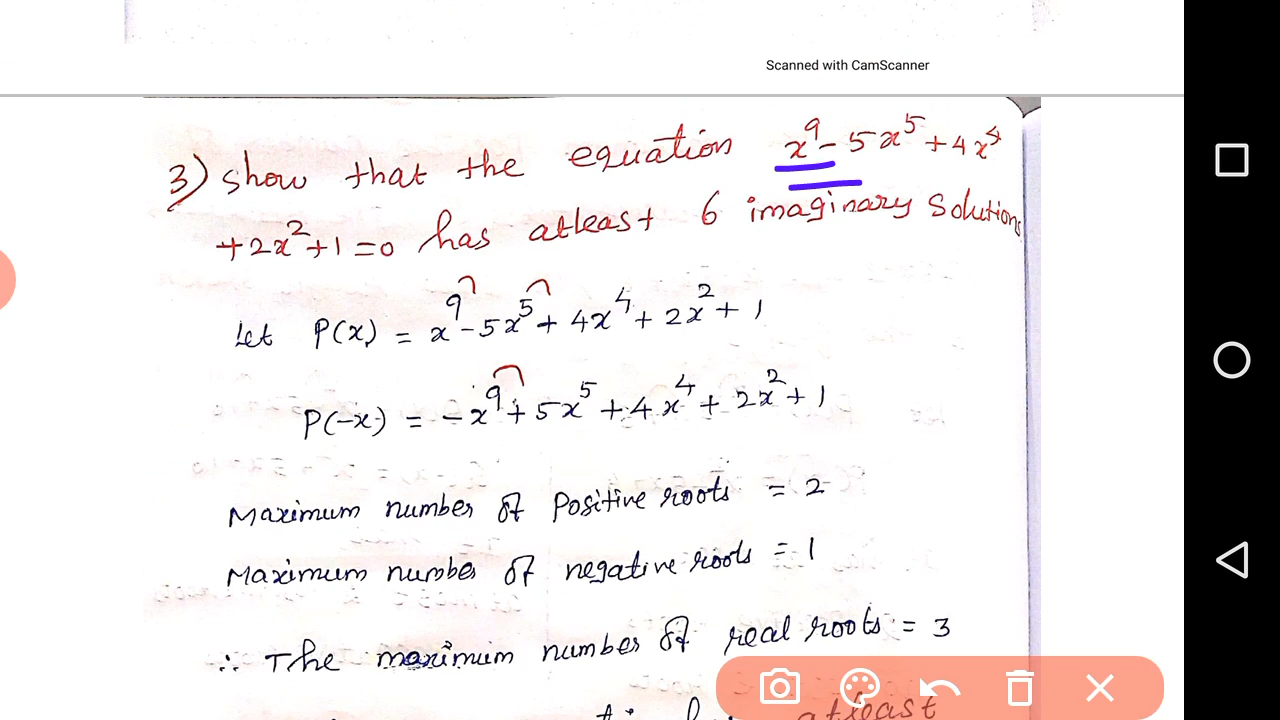 Scanned with CamScanner
3) Show that the equation x⁹ - 5x⁵ + 4x⁴
+ 2x² + 1 = 0 has atleast 6 imaginary Solutions
Let P(x) = x⁹ - 5x⁵ + 4x⁴ + 2x² + 1
P(-x) = -x⁹ + 5x⁵ + 4x⁴ + 2x² + 1
Maximum number of Positive roots = 2
Maximum number of negative roots = 1
∴ The maximum number of real roots = 3
atleast